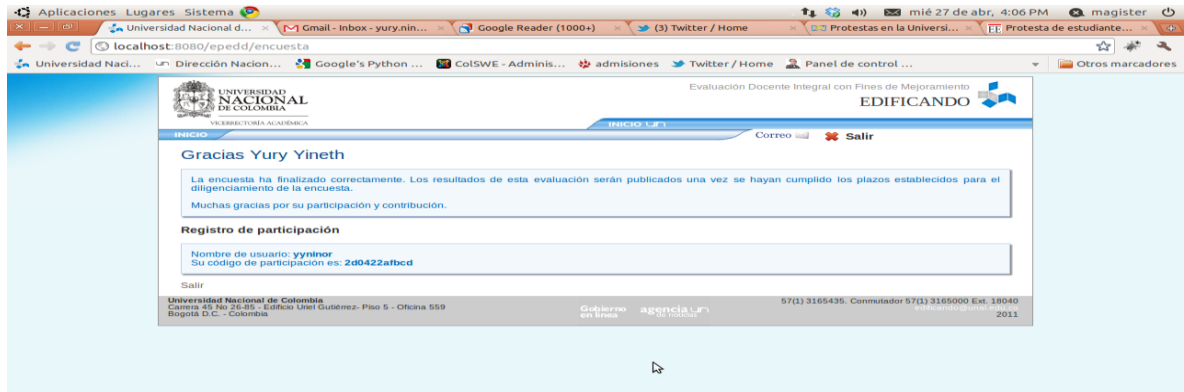 Aplicaciones Lugares Sistema mié 27 de abr, 4:06 PM magister
Universidad Nacional d... Gmail - Inbox - yury.nin... Google Reader (1000+) (3) Twitter / Home Protestas en la Universi... Protesta de estudiante...
localhost:8080/epedd/encuesta
Universidad Naci... Dirección Nacion... Google's Python ... ColSWE - Adminis... admisiones Twitter / Home Panel de control ... Otros marcadores
UNIVERSIDAD
NACIONAL
DE COLOMBIA
VICERRECTORÍA ACADÉMICA
Evaluación Docente Integral con Fines de Mejoramiento
EDIFICANDO
INICIO UN
INICIO Correo Salir
Gracias Yury Yineth
La encuesta ha finalizado correctamente. Los resultados de esta evaluación serán publicados una vez se hayan cumplido los plazos establecidos para el
diligenciamiento de la encuesta.
Muchas gracias por su participación y contribución.
Registro de participación
Nombre de usuario: yyninor
Su código de participación es: 2d0422afbcd
Salir
Universidad Nacional de Colombia
Carrera 45 No 26-85 - Edificio Uriel Gutiérrez- Piso 5 - Oficina 559
Bogotá D.C. - Colombia
Gobierno
en línea
agencia UN
de noticias
57(1) 3165435. Conmutador 57(1) 3165000 Ext. 18040
2011